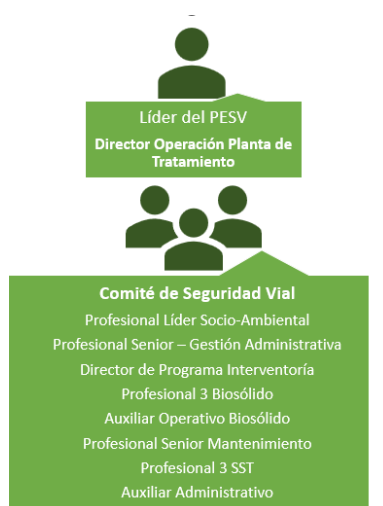 Líder del PESV
Director Operación Planta de
Tratamiento
Comité de Seguridad Vial
Profesional Líder Socio-Ambiental
Profesional Senior – Gestión Administrativa
Director de Programa Interventoría
Profesional 3 Biosólido
Auxiliar Operativo Biosólido
Profesional Senior Mantenimiento
Profesional 3 SST
Auxiliar Administrativo